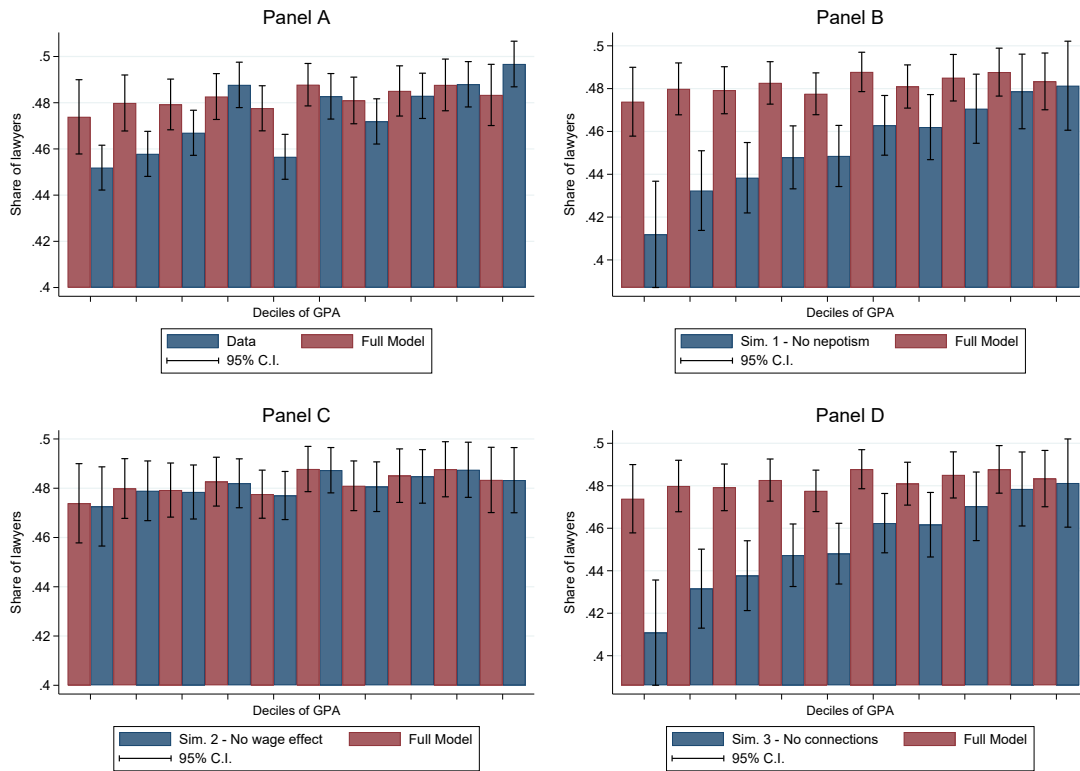 Panel A
Share of lawyers
.5
.48
.46
.44
.42
.4
Deciles of GPA
Data Full Model
95% C.I.
Panel B
Share of lawyers
.5
.48
.46
.44
.42
.4
Deciles of GPA
Sim. 1 - No nepotism Full Model
95% C.I.
Panel C
Share of lawyers
.5
.48
.46
.44
.42
.4
Deciles of GPA
Sim. 2 - No wage effect Full Model
95% C.I.
Panel D
Share of lawyers
.5
.48
.46
.44
.42
.4
Deciles of GPA
Sim. 3 - No connections Full Model
95% C.I.